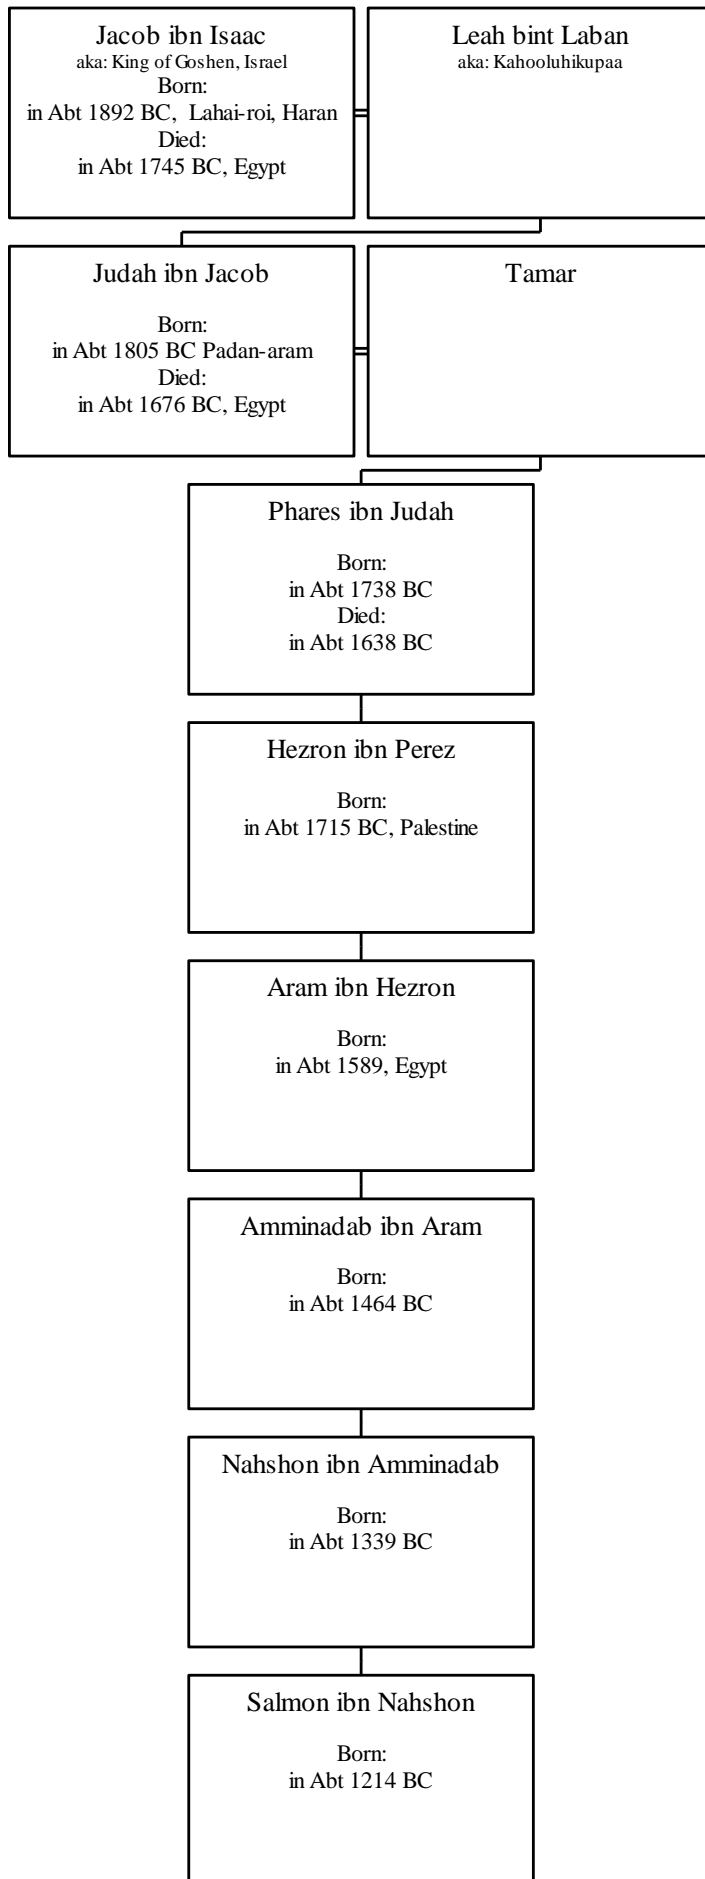 Jacob ibn Isaac
aka: King of Goshen, Israel
Born:
in Abt 1892 BC, Lahai-roi, Haran
Died:
in Abt 1745 BC, Egypt
Leah bint Laban
aka: Kahooluhikupaa
Judah ibn Jacob
Born:
in Abt 1805 BC Padan-aram
Died:
in Abt 1676 BC, Egypt
Tamar
Phares ibn Judah
Born:
in Abt 1738 BC
Died:
in Abt 1638 BC
Hezron ibn Perez
Born:
in Abt 1715 BC, Palestine
Aram ibn Hezron
Born:
in Abt 1589, Egypt
Amminadab ibn Aram
Born:
in Abt 1464 BC
Nahshon ibn Amminadab
Born:
in Abt 1339 BC
Salmon ibn Nahshon
Born:
in Abt 1214 BC